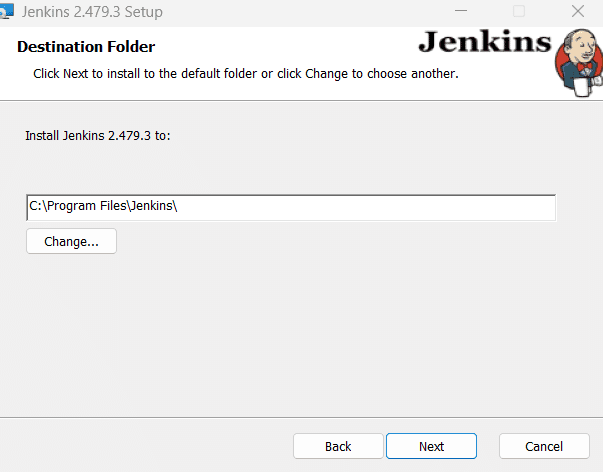 Jenkins 2.479.3 Setup
Destination Folder
Jenkins
Click Next to install to the default folder or click Change to choose another.
Install Jenkins 2.479.3 to:
C:\Program Files\Jenkins\
Change...
Back
Next
Cancel